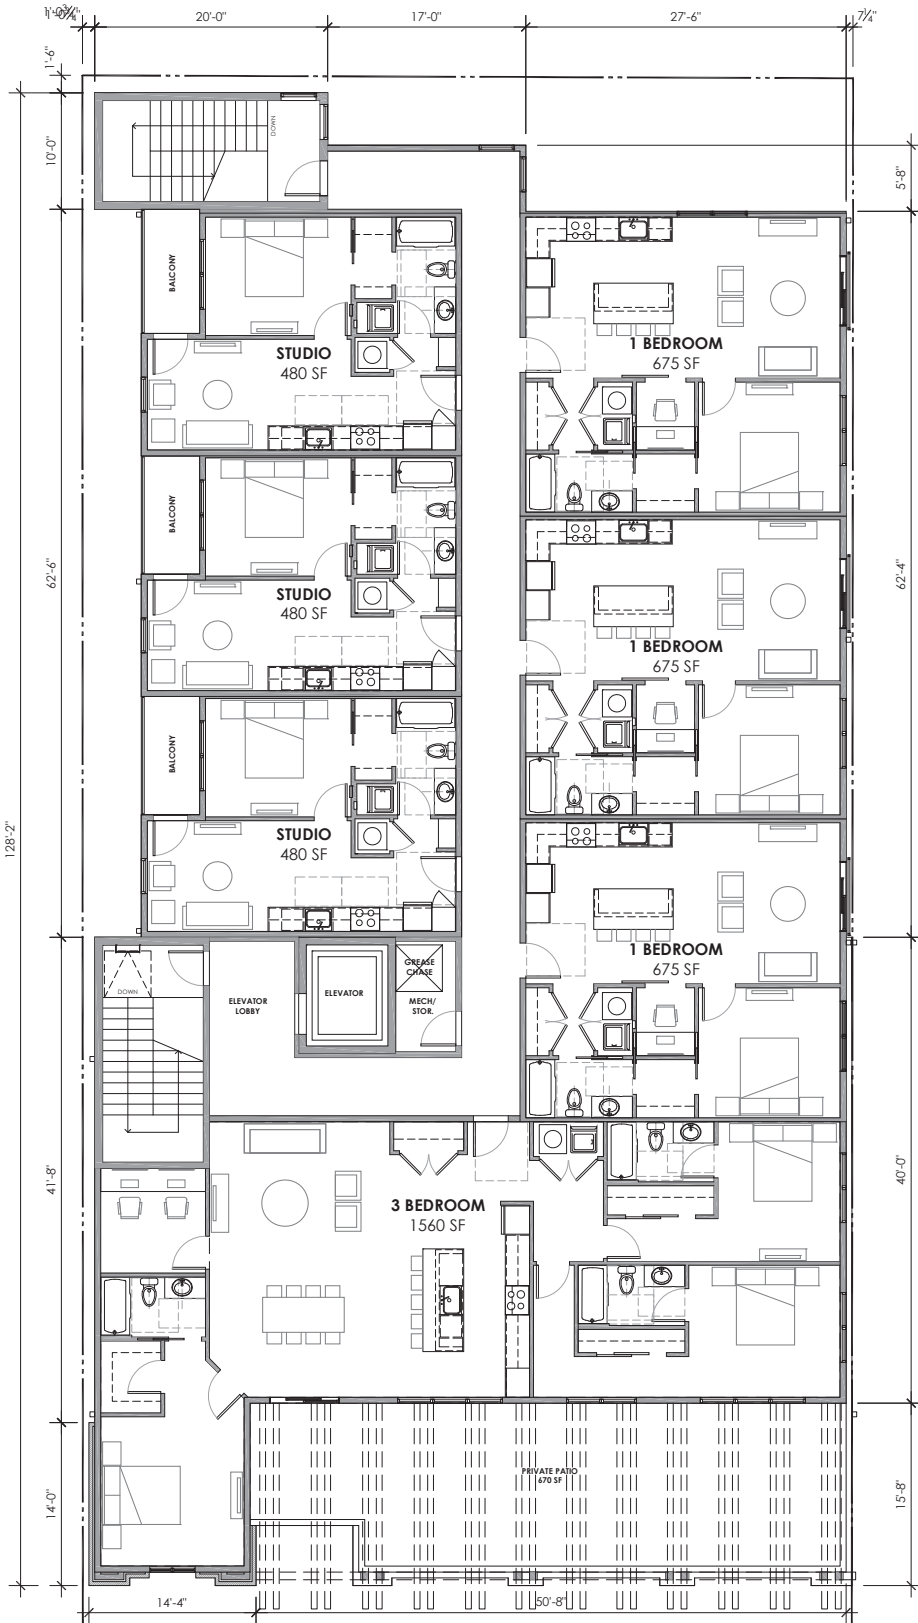 20'-0"
17'-0"
27'-6"
7¼"
1'-6"
10'-0"
5'-8"
DOWN
BALCONY
STUDIO
480 SF
1 BEDROOM
675 SF
BALCONY
STUDIO
480 SF
62'-6"
62'-4"
1 BEDROOM
675 SF
BALCONY
STUDIO
480 SF
128'-2"
1 BEDROOM
675 SF
DOWN
ELEVATOR
LOBBY
ELEVATOR
GREASE
CHASE
MECH/
STOR.
41'-8"
40'-0"
3 BEDROOM
1560 SF
PRIVATE PATIO
670 SF
14'-0"
15'-8"
14'-4"
50'-8"